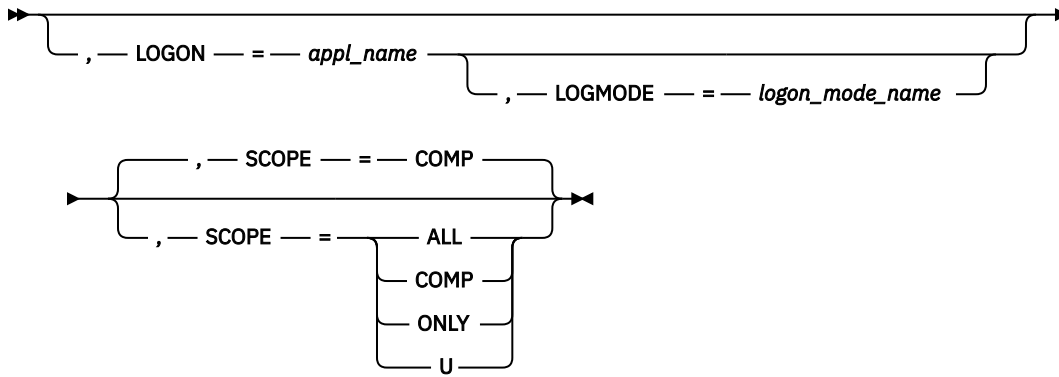 , LOGON = appl_name
, LOGMODE = logon_mode_name
, SCOPE = COMP
, SCOPE = ALL
COMP
ONLY
U